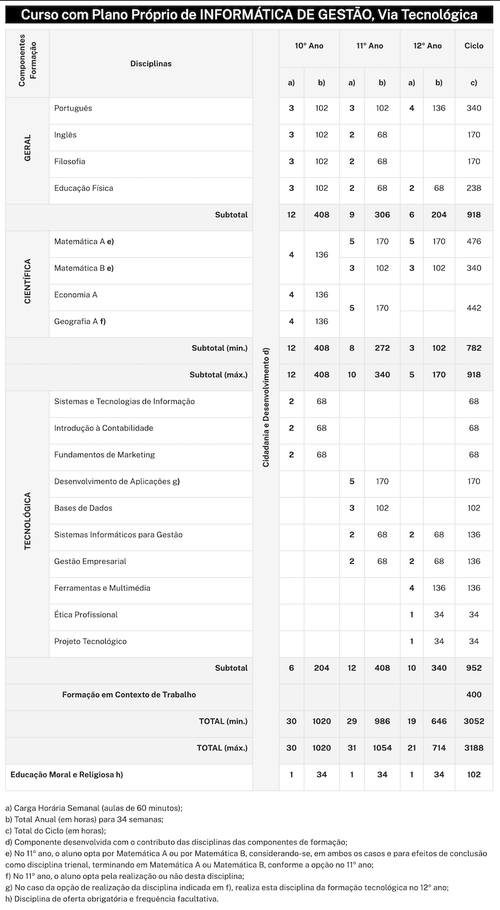 Curso com Plano Próprio de INFORMÁTICA DE GESTÃO, Via Tecnológica
Componentes Formação Disciplinas 10º Ano 11º Ano 12º Ano Ciclo
a) b) a) b) a) b) c)
GERAL
Português 3 102 3 102 4 136 340
Inglês 3 102 2 68 170
Filosofia 3 102 2 68 170
Educação Física 3 102 2 68 2 68 238
Subtotal 12 408 9 306 6 204 918
CIENTÍFICA
Matemática A e) 4 136 5 170 5 170 476
Matemática B e) 3 102 3 102 340
Economia A 4 136 5 170 442
Geografia A f) 4 136
Subtotal (min.) 12 408 8 272 3 102 782
Subtotal (máx.) 12 408 10 340 5 170 918
Cidadania e Desenvolvimento d)
TECNOLÓGICA
Sistemas e Tecnologias de Informação 2 68 68
Introdução à Contabilidade 2 68 68
Fundamentos de Marketing 2 68 68
Desenvolvimento de Aplicações g) 5 170 170
Bases de Dados 3 102 102
Sistemas Informáticos para Gestão 2 68 2 68 136
Gestão Empresarial 2 68 2 68 136
Ferramentas e Multimédia 4 136 136
Ética Profissional 1 34 34
Projeto Tecnológico 1 34 34
Subtotal 6 204 12 408 10 340 952
Formação em Contexto de Trabalho 400
TOTAL (min.) 30 1020 29 986 19 646 3052
TOTAL (máx.) 30 1020 31 1054 21 714 3188
Educação Moral e Religiosa h) 1 34 1 34 1 34 102
a) Carga Horária Semanal (aulas de 60 minutos);
b) Total Anual (em horas) para 34 semanas;
c) Total do Ciclo (em horas);
d) Componente desenvolvida com o contributo das disciplinas das componentes de formação;
e) No 11º ano, o aluno opta por Matemática A ou por Matemática B, considerando-se, em ambos os casos e para efeitos de conclusão
como disciplina trienal, terminando em Matemática A ou Matemática B, conforme a opção no 11º ano;
f) No 11º ano, o aluno opta pela realização ou não desta disciplina;
g) No caso da opção de realização da disciplina indicada em f), realiza esta disciplina da formação tecnológica no 12º ano;
h) Disciplina de oferta obrigatória e frequência facultativa.